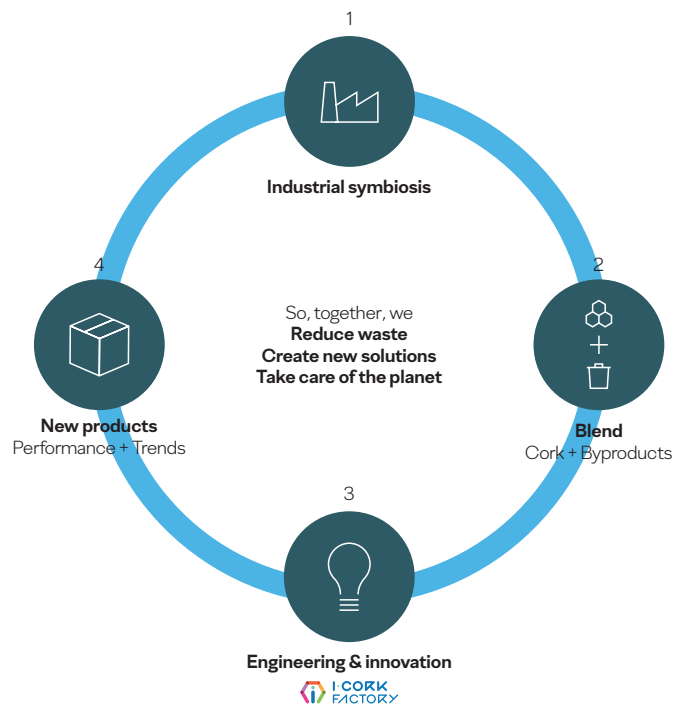 1
Industrial symbiosis
2
Blend
Cork + Byproducts
3
Engineering & innovation
I·CORK
FACTORY
4
New products
Performance + Trends
So, together, we
Reduce waste
Create new solutions
Take care of the planet